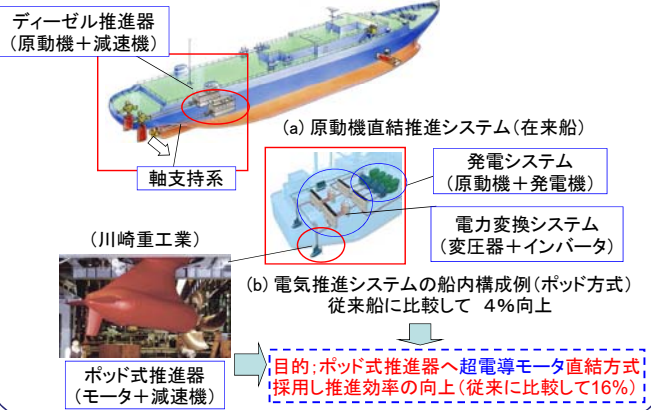 ディーゼル推進器
(原動機+減速機)
(a) 原動機直結推進システム(在来船)
軸支持系
発電システム
(原動機+発電機)
電力変換システム
(変圧器+インバータ)
(川崎重工業)
(b) 電気推進システムの船内構成例(ポッド方式)
従来船に比較して 4%向上
ポッド式推進器
(モータ+減速機)
目的;ポッド式推進器へ超電導モータ直結方式
採用し推進効率の向上(従来に比較して16%)